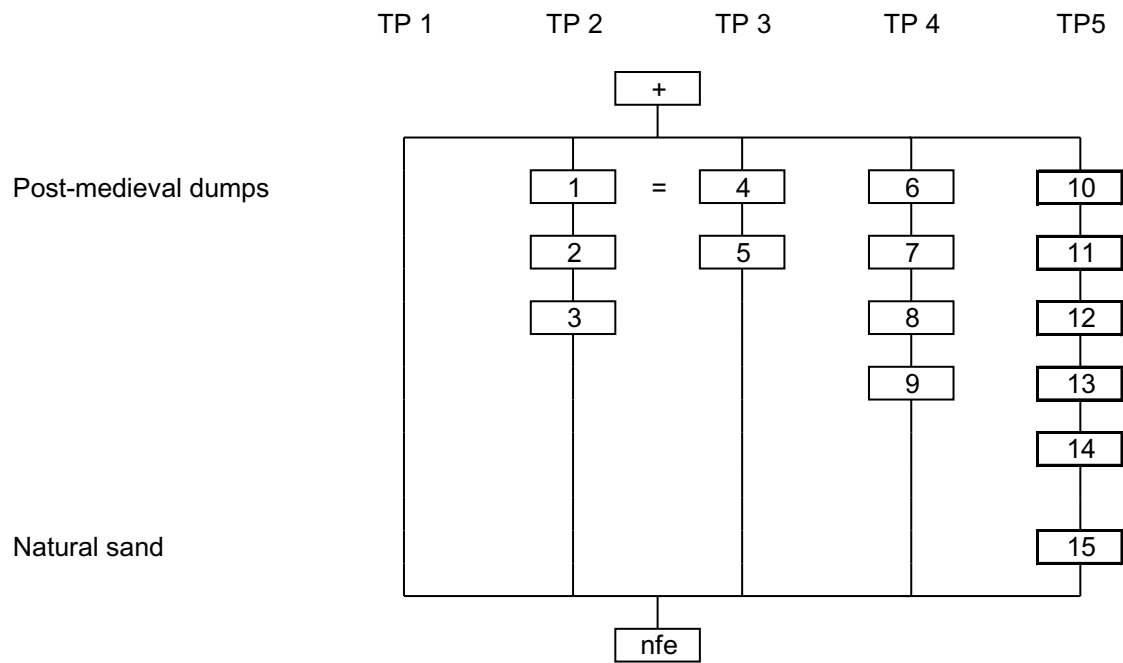 TP 1 TP 2 TP 3 TP 4 TP5
+
Post-medieval dumps 1 = 4 6 10
2 5 7 11
3 8 12
9 13
14
Natural sand 15
nfe